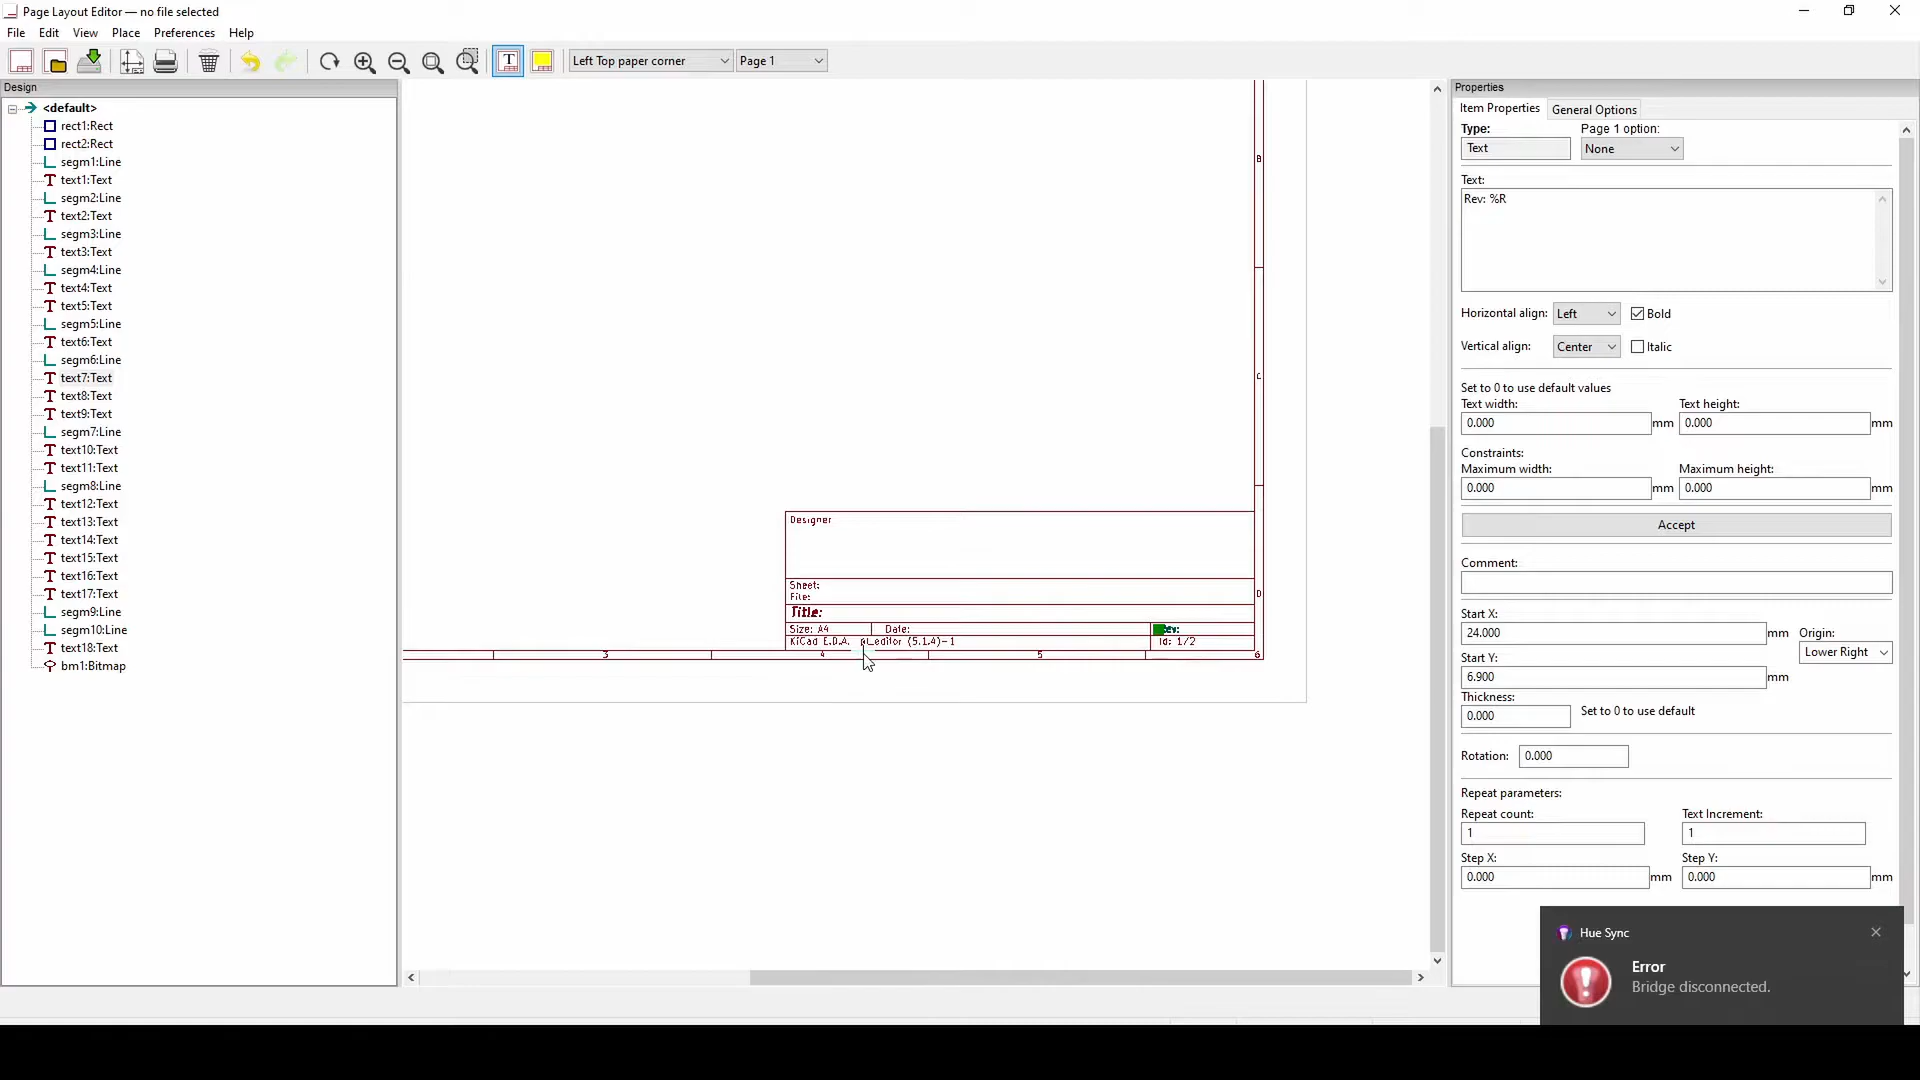 Page Layout Editor — no file selected
File Edit View Place Preferences Help
Left Top paper corner Page 1
Design
<default>
rect1:Rect
rect2:Rect
segm1:Line
text1:Text
segm2:Line
text2:Text
segm3:Line
text3:Text
segm4:Line
text4:Text
text5:Text
segm5:Line
text6:Text
segm6:Line
text7:Text
text8:Text
text9:Text
segm7:Line
text10:Text
text11:Text
segm8:Line
text12:Text
text13:Text
text14:Text
text15:Text
text16:Text
text17:Text
segm9:Line
segm10:Line
text18:Text
bm1:Bitmap
B
C
D
Designer
Sheet:
File:
Title:
Size: A4 Date:
KiCad E.D.A. pl_editor (5.1.4)-1 Id: 1/2
3 4 5 6
Properties
Item Properties General Options
Type: Page 1 option:
Text None
Text:
Rev: %R
Horizontal align: Left Bold
Vertical align: Center Italic
Set to 0 to use default values
Text width: Text height:
0.000 mm 0.000 mm
Constraints:
Maximum width: Maximum height:
0.000 mm 0.000 mm
Accept
Comment:
Start X:
24.000 mm Origin:
Lower Right
Start Y:
6.900 mm
Thickness:
0.000 Set to 0 to use default
Rotation: 0.000
Repeat parameters:
Repeat count: Text Increment:
1 1
Step X: Step Y:
0.000 mm 0.000 mm
Hue Sync
Error
Bridge disconnected.